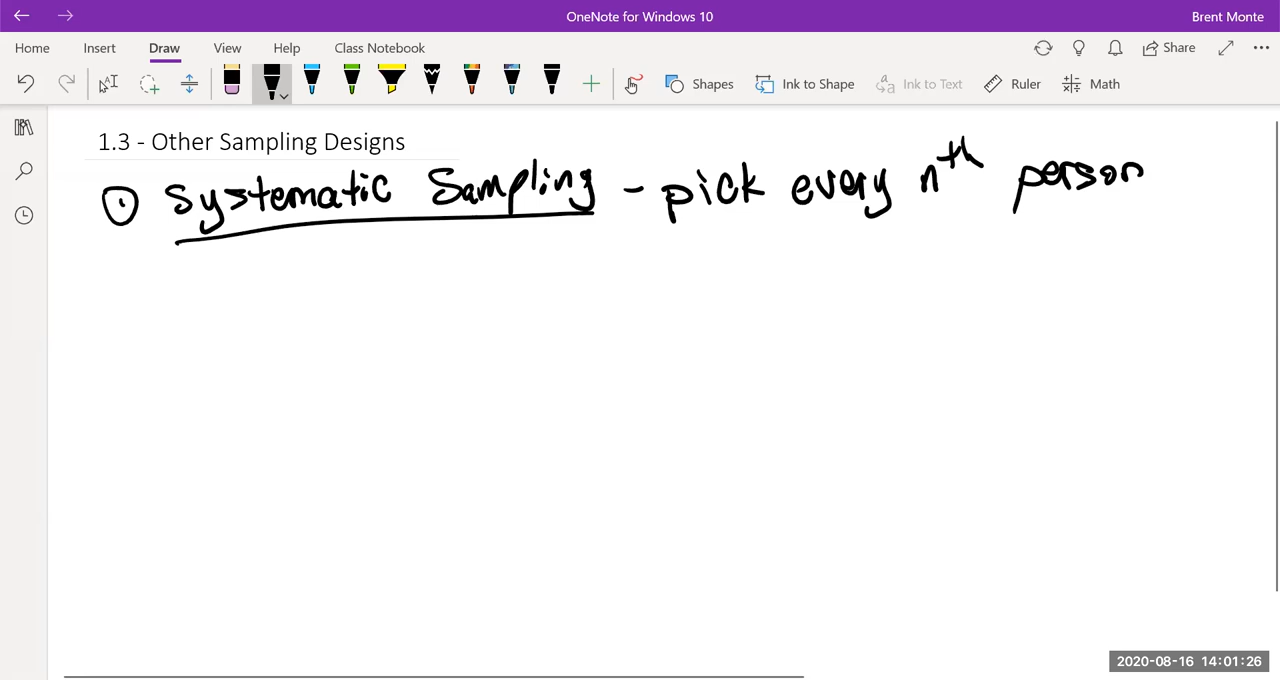 OneNote for Windows 10
Brent Monte
Home Insert Draw View Help Class Notebook Share
Shapes Ink to Shape Ink to Text Ruler Math
1.3 - Other Sampling Designs
① Systematic Sampling - pick every nth person
2020-08-16 14:01:26